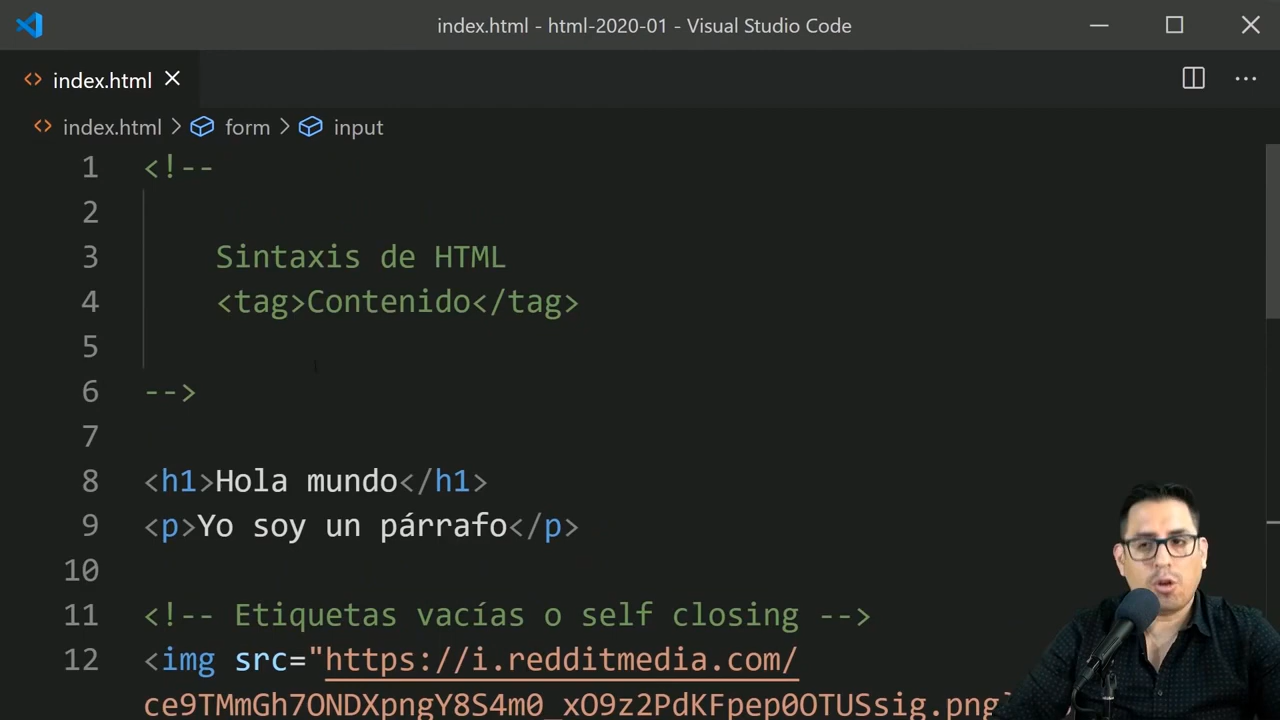 index.html - html-2020-01 - Visual Studio Code
index.html
index.html > form > input
1 <!--
2
3 Sintaxis de HTML
4 <tag>Contenido</tag>
5
6 -->
7
8 <h1>Hola mundo</h1>
9 <p>Yo soy un párrafo</p>
10
11 <!-- Etiquetas vacías o self closing -->
12 <img src="https://i.redditmedia.com/
ce9TMmGh7ONDXpngY8S4m0_xO9z2PdKFpep0OTUSsig.png